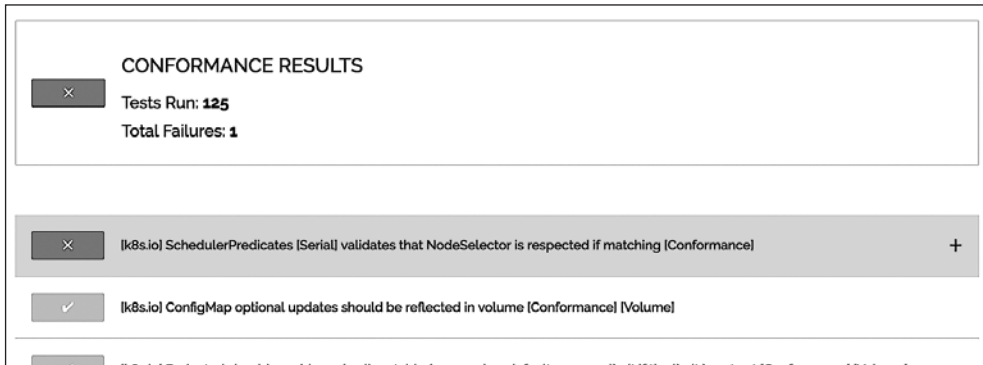 CONFORMANCE RESULTS
Tests Run: 125
Total Failures: 1
[k8s.io] SchedulerPredicates [Serial] validates that NodeSelector is respected if matching [Conformance]
[k8s.io] ConfigMap optional updates should be reflected in volume [Conformance] [Volume]